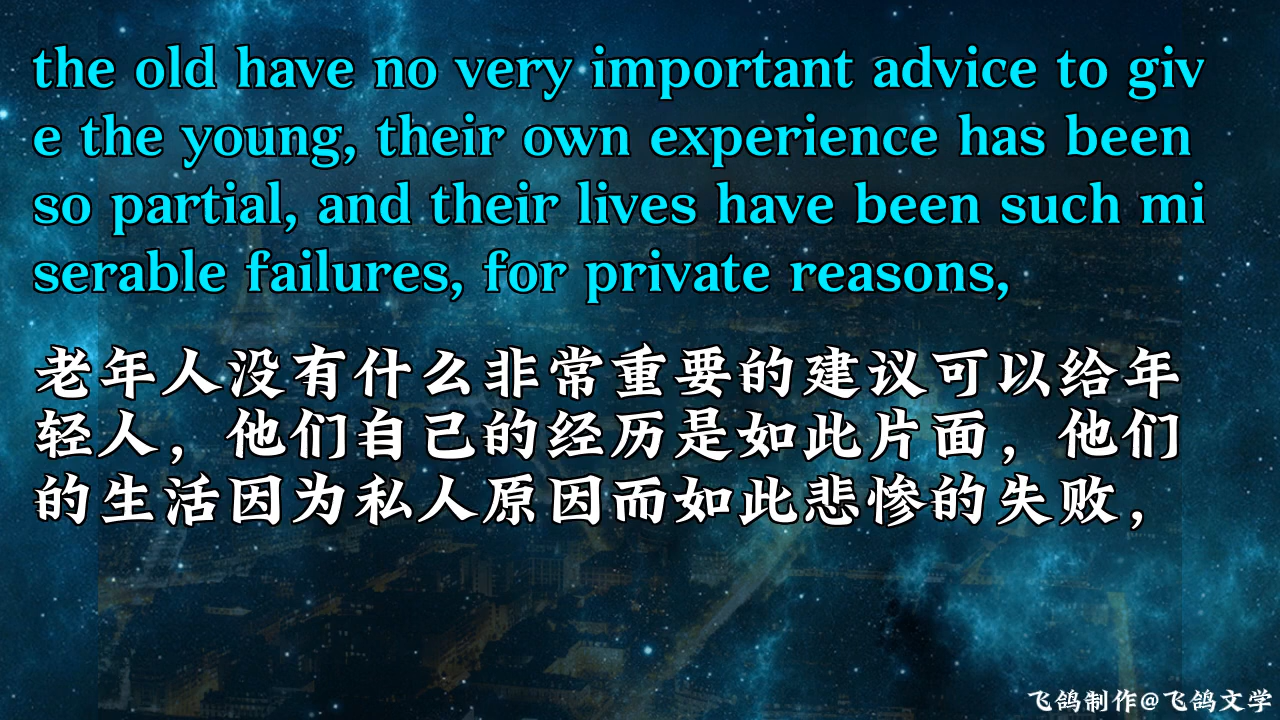 the old have no very important advice to giv
e the young, their own experience has been
so partial, and their lives have been such mi
serable failures, for private reasons,
老年人没有什么非常重要的建议可以给年
轻人，他们自己的经历是如此片面，他们
的生活因为私人原因而如此悲惨的失败，
飞鸽制作@飞鸽文学